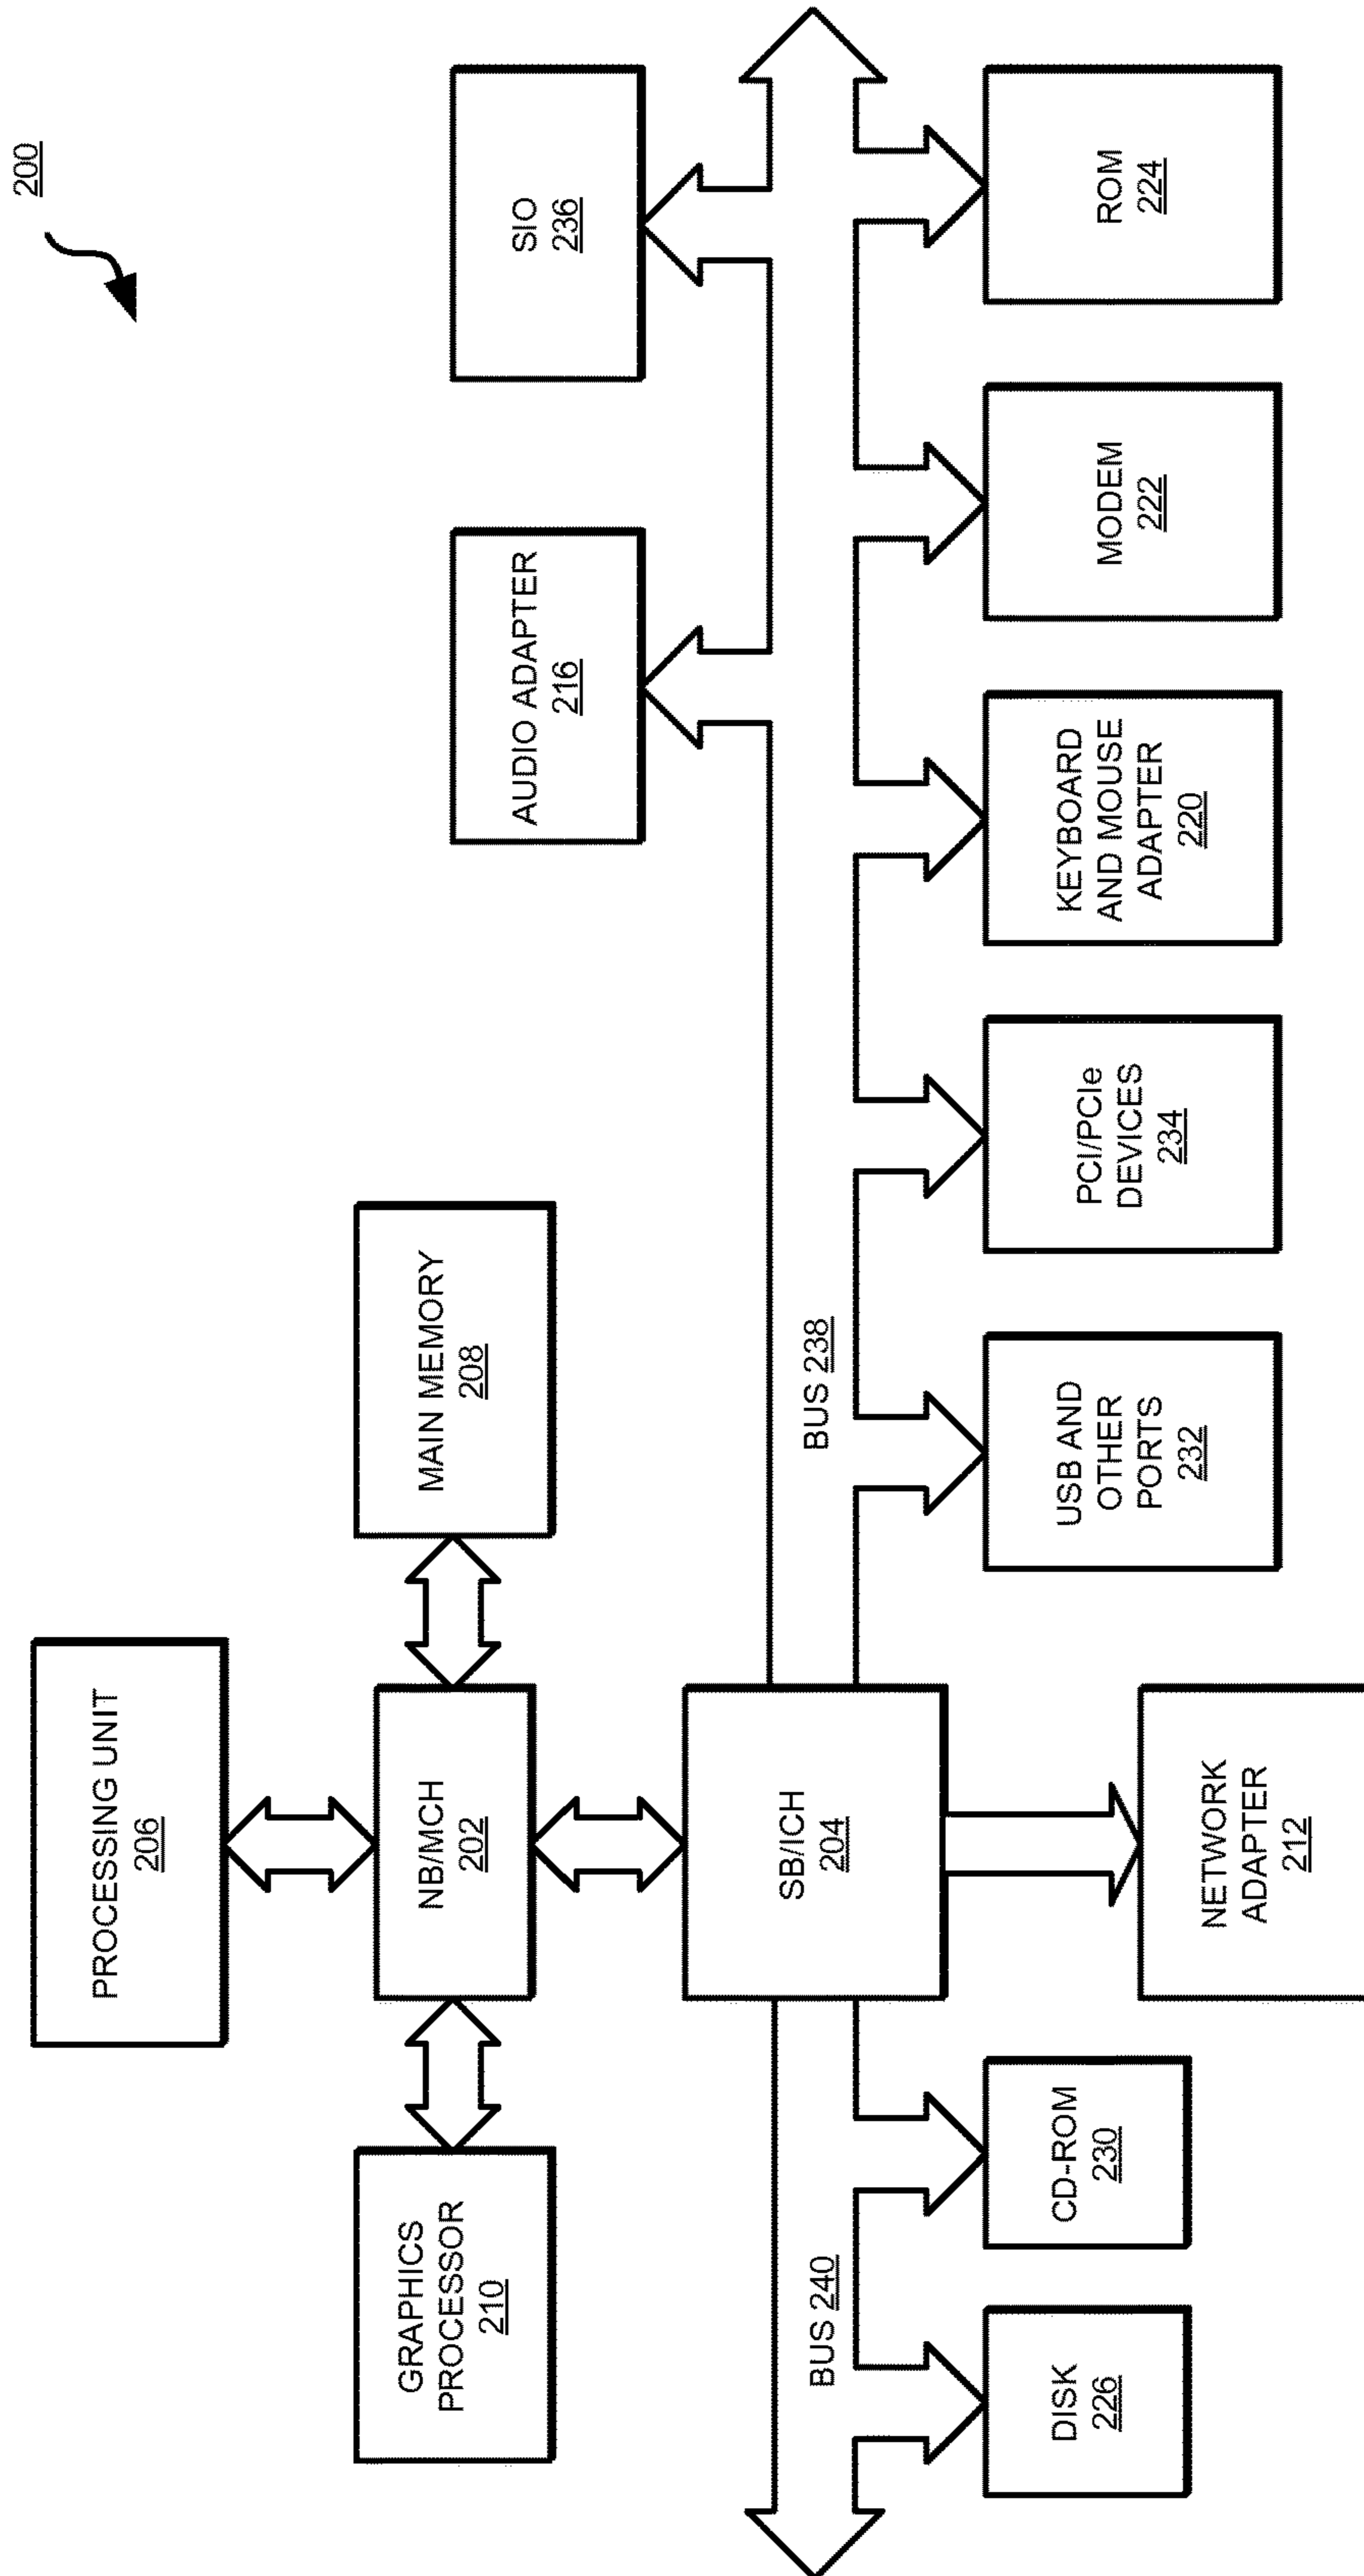 200
PROCESSING UNIT
206
GRAPHICS
PROCESSOR
210
NB/MCH
202
MAIN MEMORY
208
AUDIO ADAPTER
216
SIO
236
SB/ICH
204
BUS 240
BUS 238
DISK
226
CD-ROM
230
USB AND
OTHER
PORTS
232
PCI/PCIe
DEVICES
234
KEYBOARD
AND MOUSE
ADAPTER
220
MODEM
222
ROM
224
NETWORK
ADAPTER
212